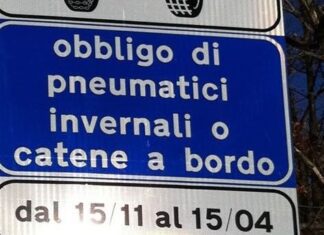 obbligo di
pneumatici
invernali o
catene a bordo
dal 15/11 al 15/04